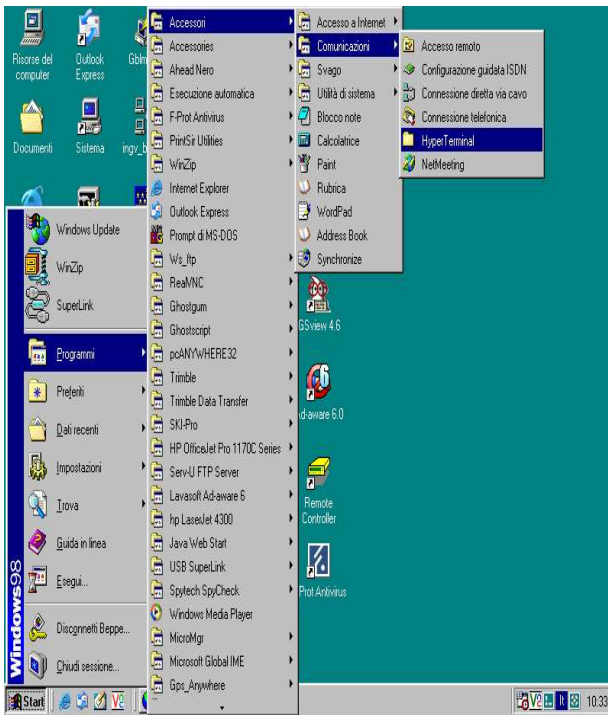 Risorse del
computer
Outlook
Express
Documenti
Sistema
Windows Update
WinZip
SuperLink
Programmi
Preferiti
Dati recenti
Impostazioni
Trova
Guida in linea
Esegui...
Disconnetti Beppe...
Chiudi sessione...
Windows98
Accessori
Accessories
Ahead Nero
Esecuzione automatica
F-Prot Antivirus
PrintSir Utilities
WinZip
Internet Explorer
Outlook Express
Prompt di MS-DOS
Ws_ftp
RealVNC
Ghostgum
Ghostscript
pcANYWHERE32
Trimble
Trimble Data Transfer
SKI-Pro
HP OfficeJet Pro 1170C Series
Serv-U FTP Server
Lavasoft Ad-aware 6
hp LaserJet 4300
Java Web Start
USB SuperLink
Spytech SpyCheck
Windows Media Player
MicroMgr
Microsoft Global IME
Gps_Anywhere
Accesso a Internet
Comunicazioni
Svago
Utilità di sistema
Blocco note
Calcolatrice
Paint
Rubrica
WordPad
Address Book
Synchronize
Accesso remoto
Configurazione guidata ISDN
Connessione diretta via cavo
Connessione telefonica
HyperTerminal
NetMeeting
GSview 4.6
d-aware 6.0
Remote
Controller
Prot Antivirus
Start
10.33